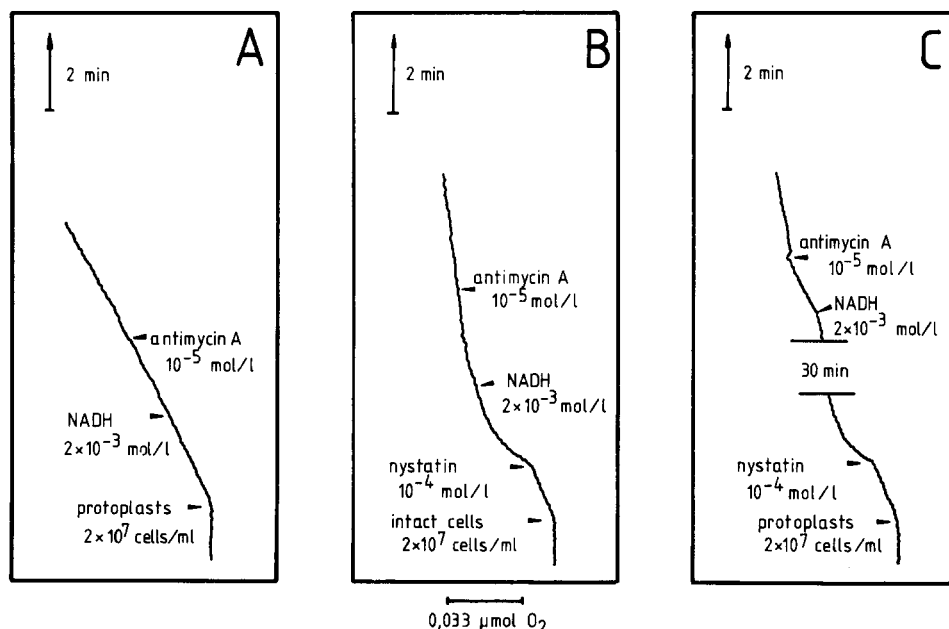 A
2 min
antimycin A
10⁻⁵ mol/l
NADH
2×10⁻³ mol/l
protoplasts
2×10⁷ cells/ml
B
2 min
antimycin A
10⁻⁵ mol/l
NADH
2×10⁻³ mol/l
nystatin
10⁻⁴ mol/l
intact cells
2×10⁷ cells/ml
C
2 min
antimycin A
10⁻⁵ mol/l
NADH
2×10⁻³ mol/l
30 min
nystatin
10⁻⁴ mol/l
protoplasts
2×10⁷ cells/ml
0,033 µmol O₂